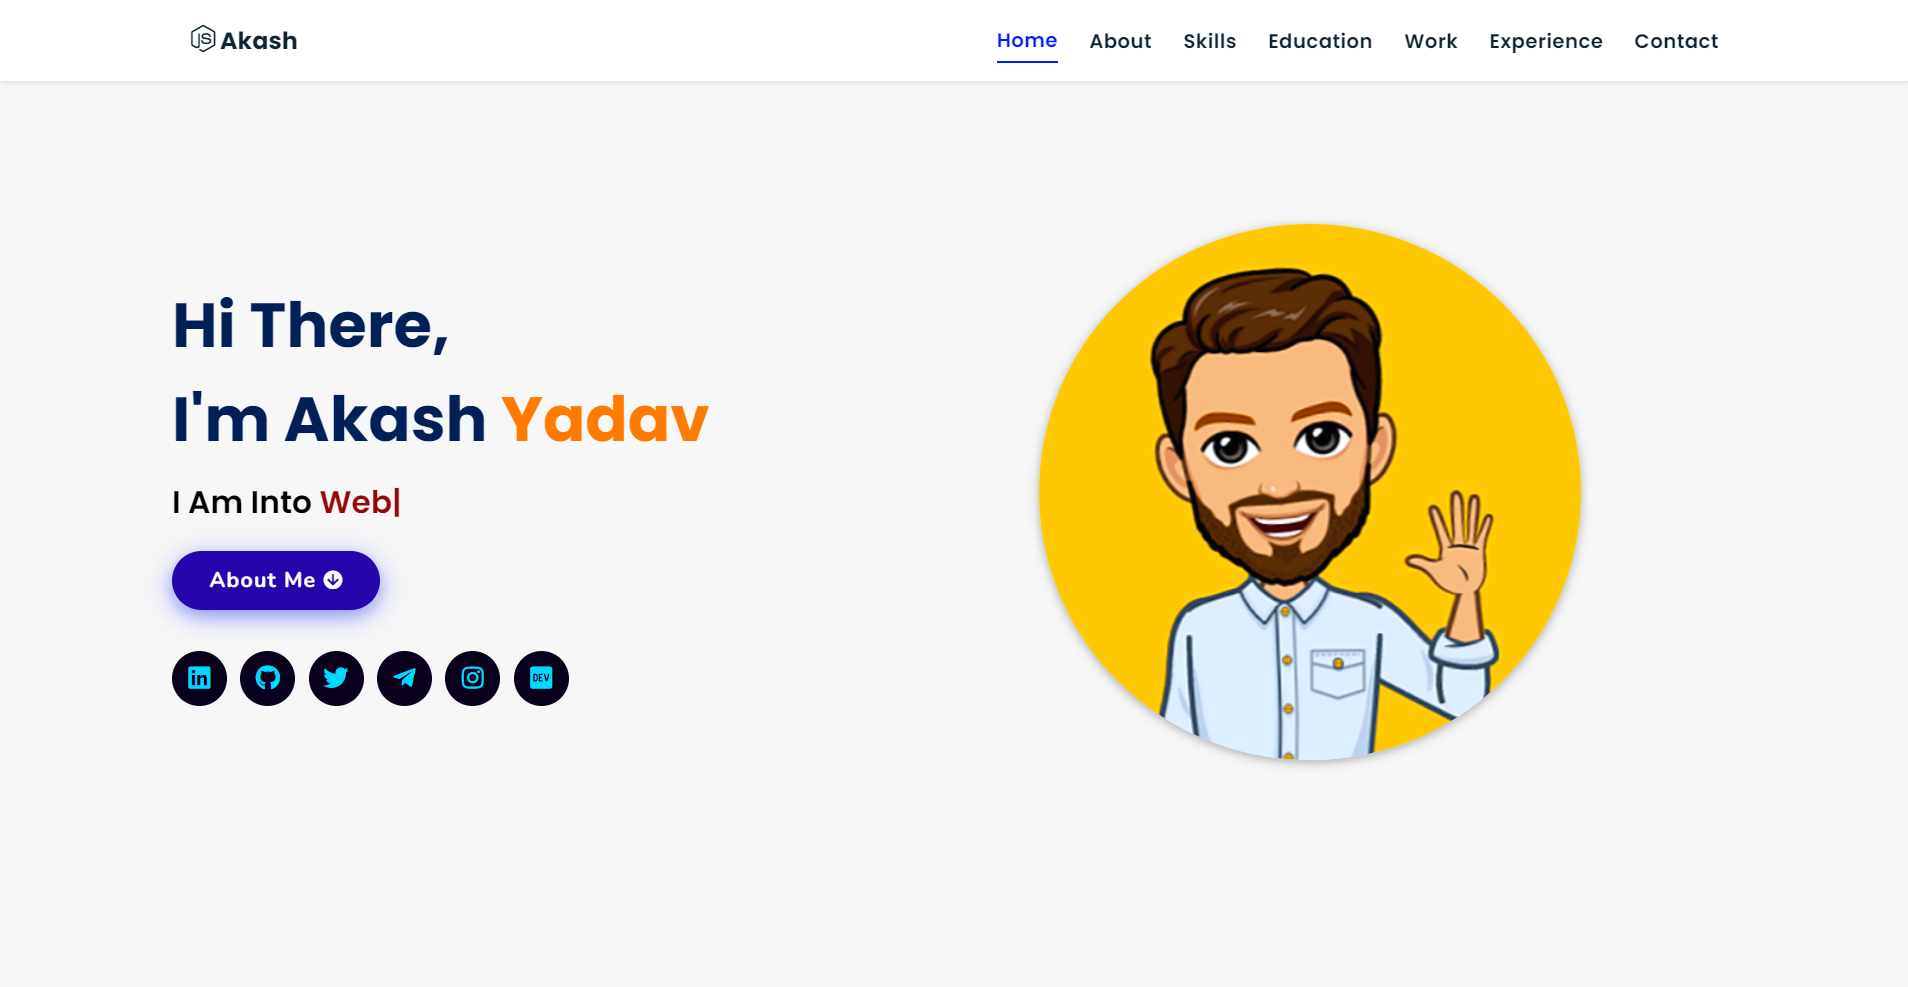 JS Akash
Home About Skills Education Work Experience Contact
Hi There,
I'm Akash Yadav
I Am Into Web|
About Me
in
DEV